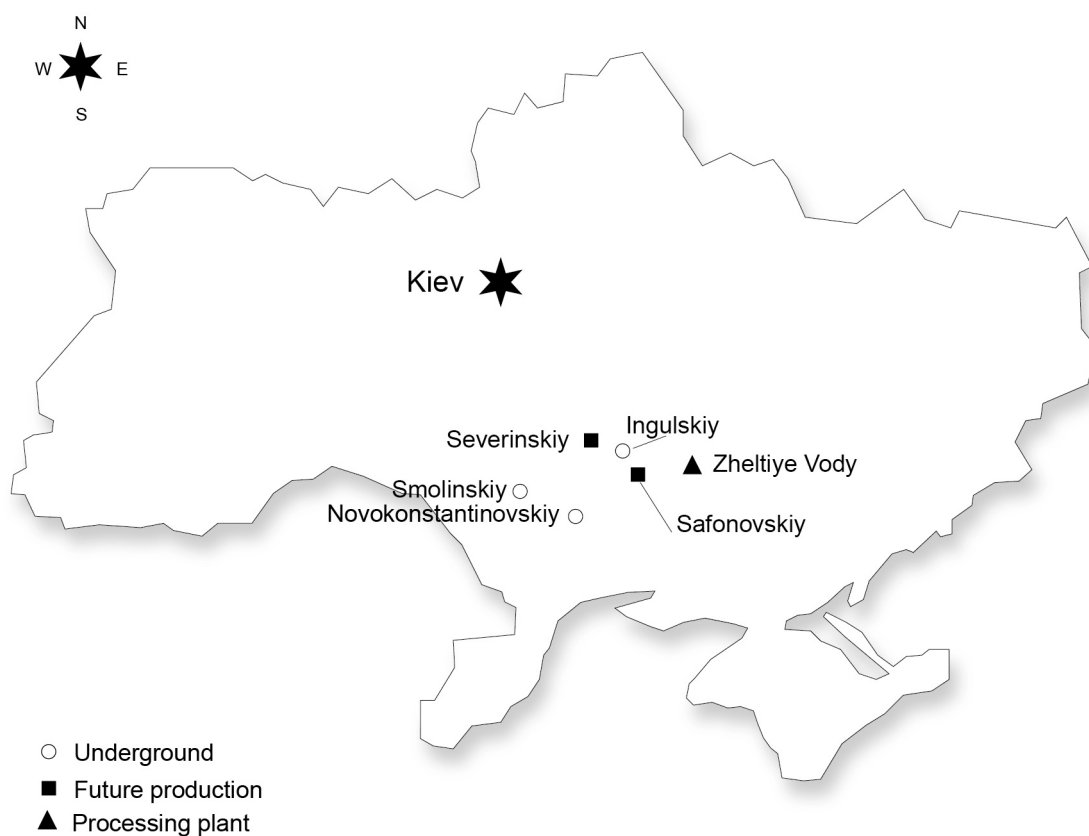 N
W E
S
Kiev
Ingulskiy
Severinskiy
Zheltiye Vody
Smolinskiy
Novokonstantinovskiy
Safonovskiy
Underground
Future production
Processing plant